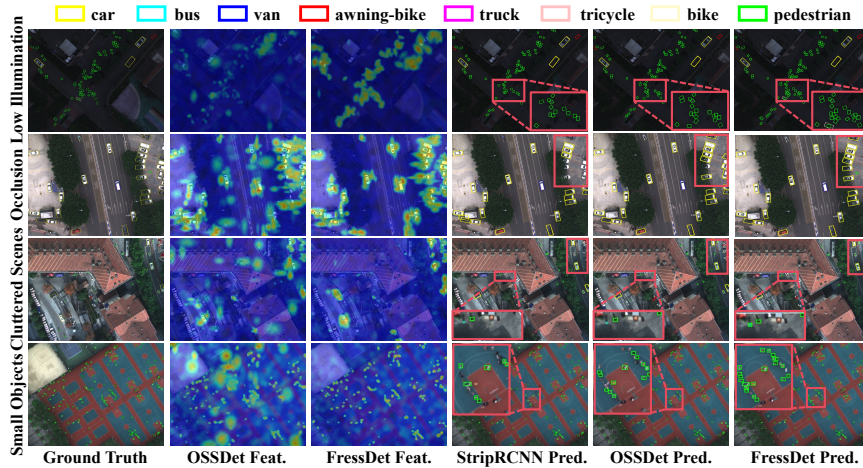 car bus van awning-bike truck tricycle bike pedestrian
Low Illumination
Occlusion
Cluttered Scenes
Small Objects
Ground Truth OSSDet Feat. FressDet Feat. StripRCNN Pred. OSSDet Pred. FressDet Pred.